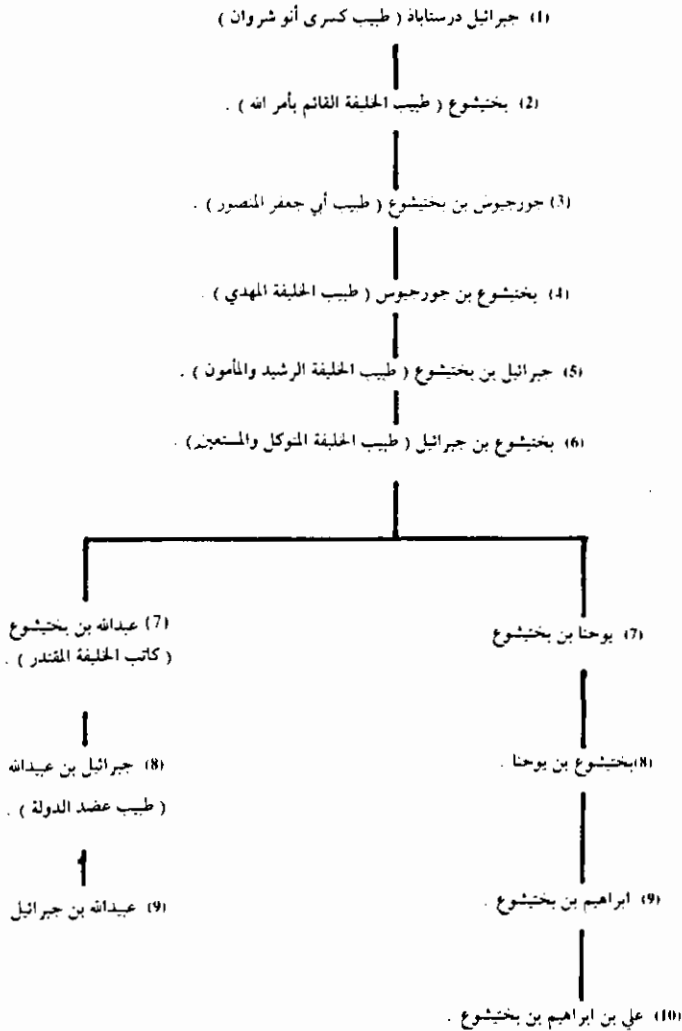 (1) جبرائيل درستاباذ ( طبيب كسرى أنو شروان )
(2) بختيشوع ( طبيب الخليفة القائم بأمر الله ) .
(3) جورجيوس بن بختيشوع ( طبيب أبي جعفر المنصور ) .
(4) بختيشوع بن جورجيوس ( طبيب الخليفة المهدي ) .
(5) جبرائيل بن بختيشوع ( طبيب الخليفة الرشيد والمأمون ) .
(6) بختيشوع بن جبرائيل ( طبيب الخليفة المتوكل والمستعين) .
(7) يوحنا بن بختيشوع
(8)بختيشوع بن يوحنا .
(9) ابراهيم بن بختيشوع .
(10) علي بن ابراهيم بن بختيشوع .
(7) عبدالله بن بختيشوع
( كاتب الخليفة المقتدر ) .
(8) جبرائيل بن عبيدالله
( طبيب عضد الدولة ) .
(9) عبيدالله بن جبرائيل